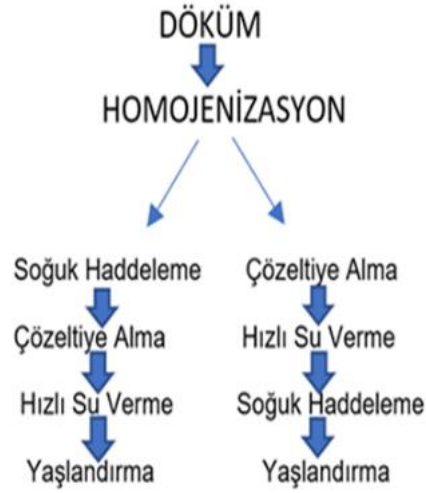 DÖKÜM
HOMOJENİZASYON
Soğuk Haddeleme
Çözeltiye Alma
Hızlı Su Verme
Yaşlandırma
Çözeltiye Alma
Hızlı Su Verme
Soğuk Haddeleme
Yaşlandırma